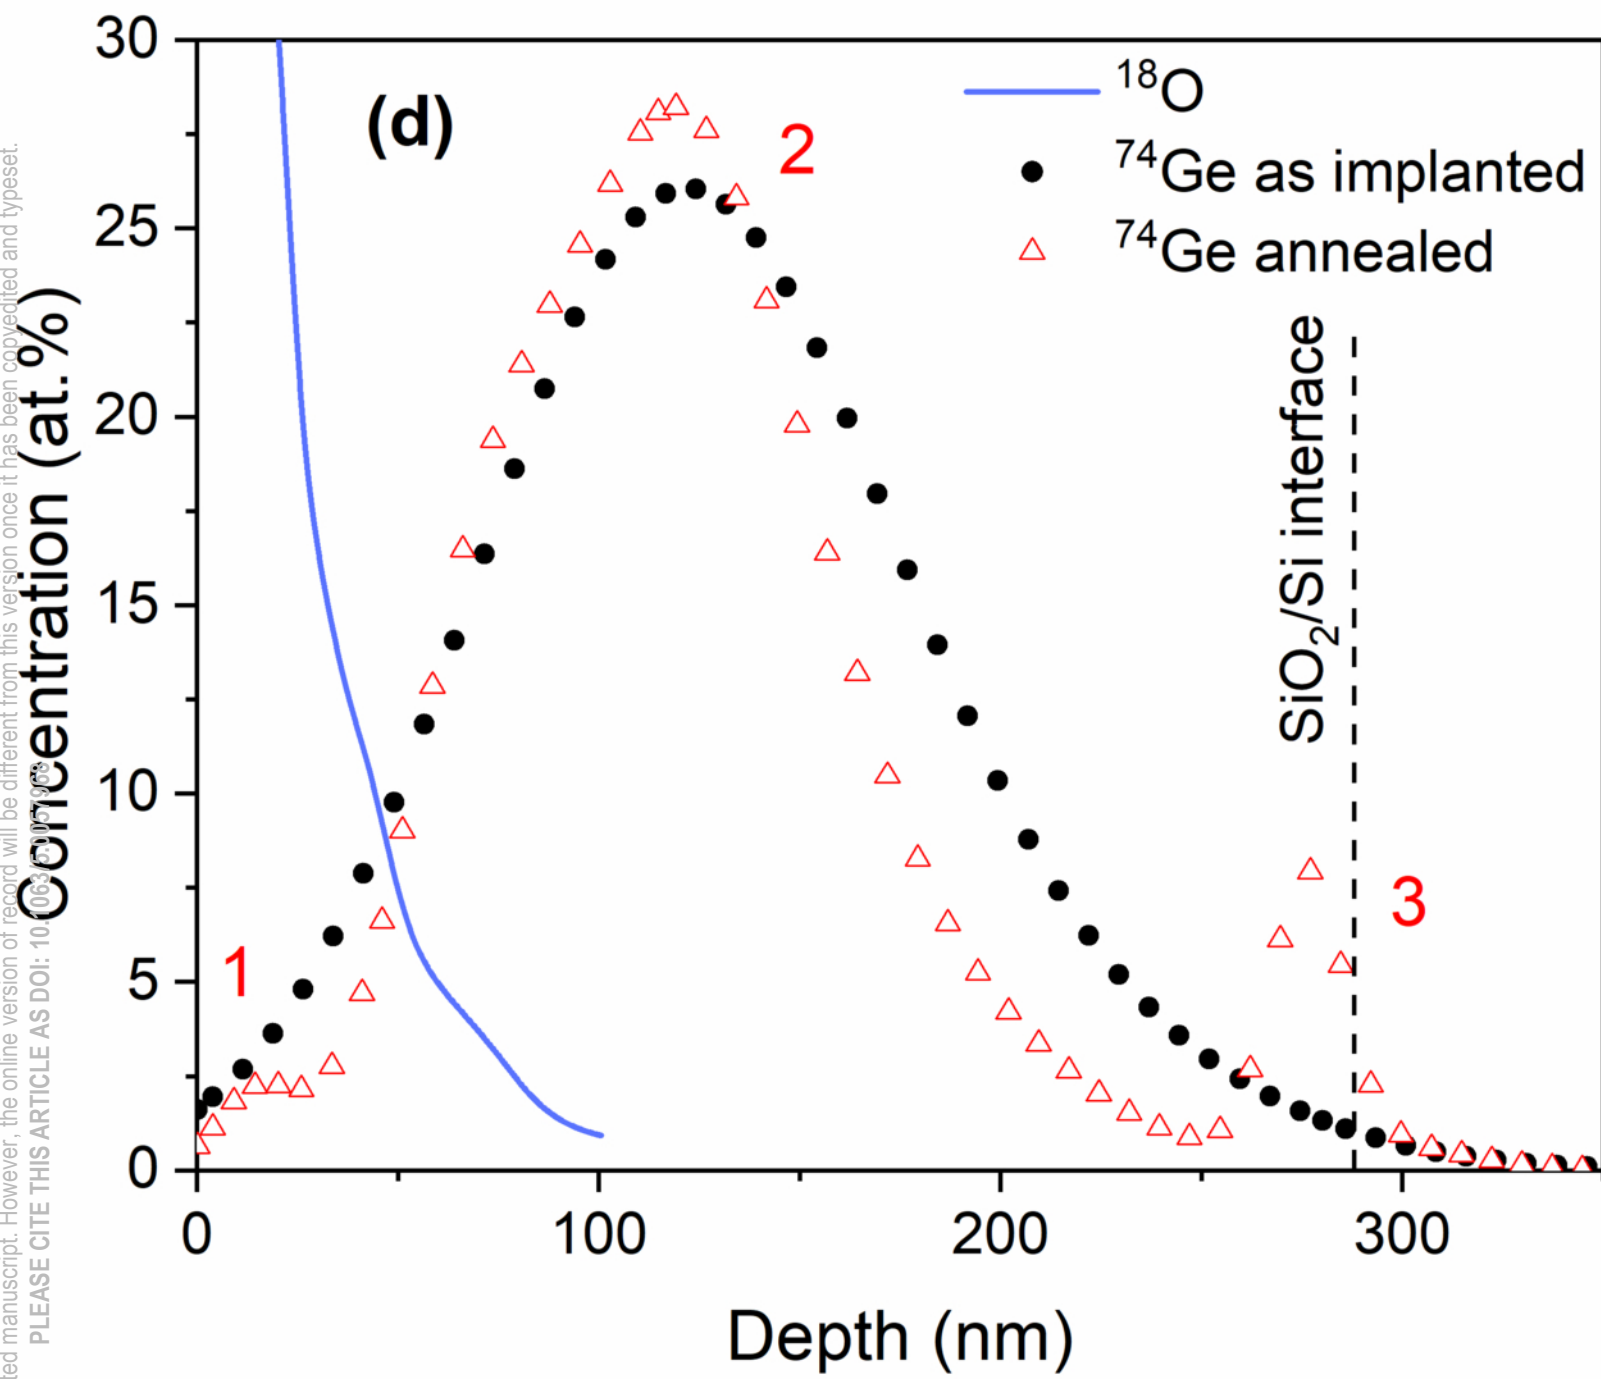 (d)
¹⁸O
⁷⁴Ge as implanted
⁷⁴Ge annealed
1
2
3
SiO₂/Si interface
Concentration (at.%)
30
25
20
15
10
5
0
0 100 200 300
Depth (nm)
ted manuscript. However, the online version of record will be different from this version once it has been copyedited and typeset.
PLEASE CITE THIS ARTICLE AS DOI: 10.1063/5.0057968